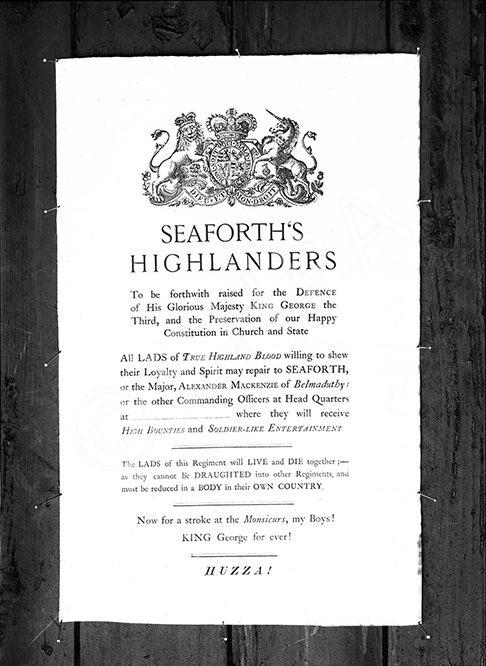 DIEU·ET·MON·DROIT
SEAFORTH'S
HIGHLANDERS
To be forthwith raised for the DEFENCE
of His Glorious Majesty KING GEORGE the
Third, and the Preservation of our Happy
Constitution in Church and State
All LADS of TRUE HIGHLAND BLOOD willing to shew
their Loyalty and Spirit may repair to SEAFORTH,
or the Major, ALEXANDER MACKENZIE of Belmaduthy:
or the other Commanding Officers at Head Quarters
at where they will receive
HIGH BOUNTIES and SOLDIER-LIKE ENTERTAINMENT
The LADS of this Regiment will LIVE and DIE together;—
as they cannot be DRAUGHTED into other Regiments, and
must be reduced in a BODY in their OWN COUNTRY.
Now for a stroke at the Monsieurs, my Boys!
KING George for ever!
HUZZA!